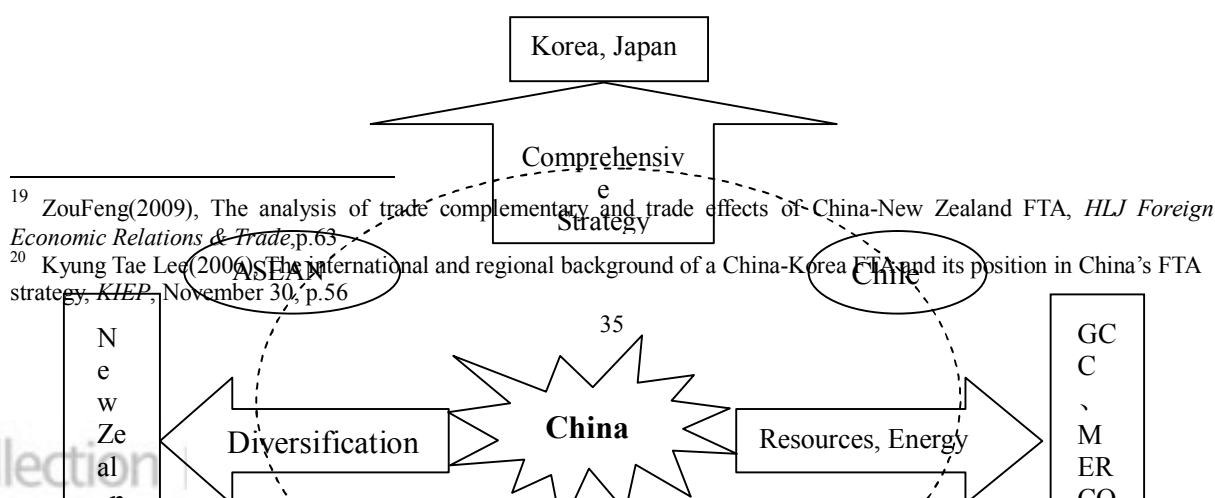 Korea, Japan
Comprehensiv
e
Strategy
19 ZouFeng(2009), The analysis of trade complementary and trade effects of China-New Zealand FTA, HLJ Foreign
Economic Relations & Trade,p.63
20 Kyung Tae Lee(2006), The international and regional background of a China-Korea FTA and its position in China's FTA
strategy, KIEP, November 30, p.56
ASEAN
Chile
35
N
e
w
Ze
al
China
Diversification
Resources, Energy
GC
C
、
M
ER
CO
llection